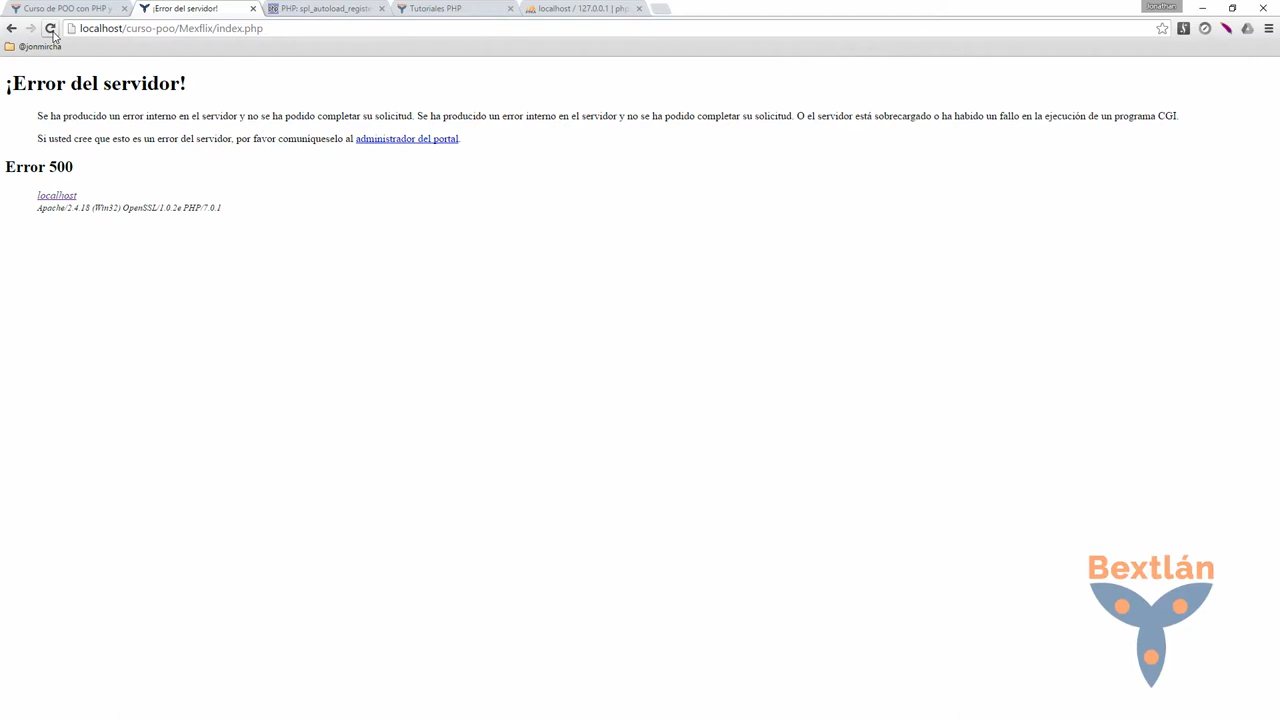 Curso de POO con PHP y
¡Error del servidor!
PHP: spl_autoload_registe
Tutoriales PHP
localhost / 127.0.0.1 | php
Jonathan
localhost/curso-poo/Mexflix/index.php
@jonmircha
¡Error del servidor!
Se ha producido un error interno en el servidor y no se ha podido completar su solicitud. Se ha producido un error interno en el servidor y no se ha podido completar su solicitud. O el servidor está sobrecargado o ha habido un fallo en la ejecución de un programa CGI.
Si usted cree que esto es un error del servidor, por favor comuníqueselo al administrador del portal.
Error 500
localhost
Apache/2.4.18 (Win32) OpenSSL/1.0.2e PHP/7.0.1
Bextlán